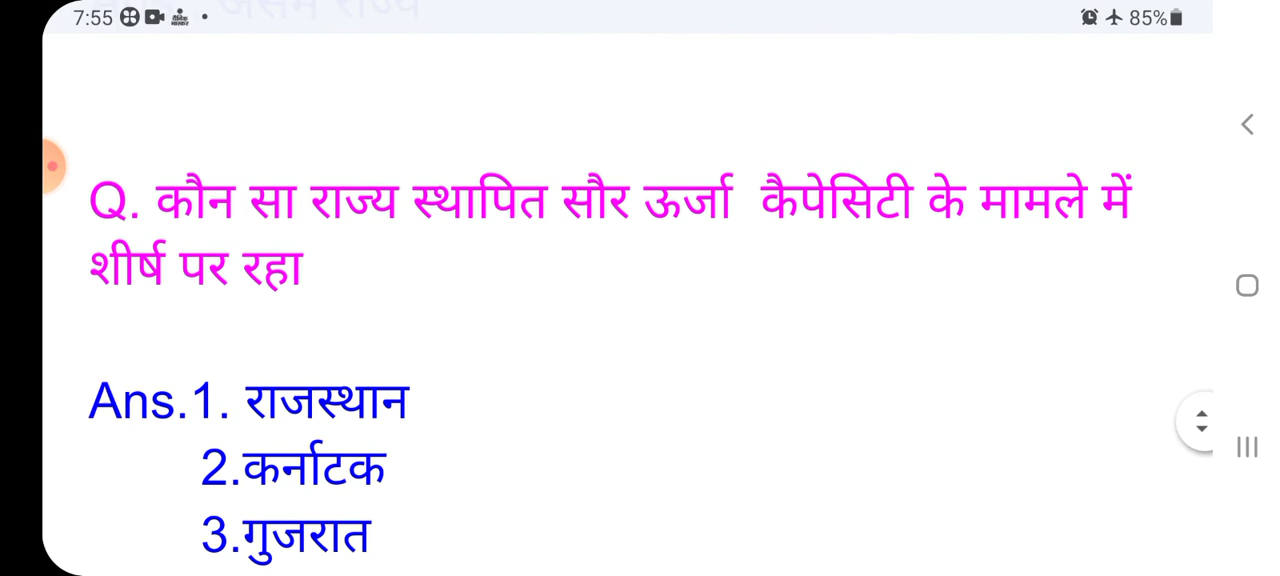 7:55
85%
Q. कौन सा राज्य स्थापित सौर ऊर्जा कैपेसिटी के मामले में
शीर्ष पर रहा
Ans.1. राजस्थान
2.कर्नाटक
3.गुजरात